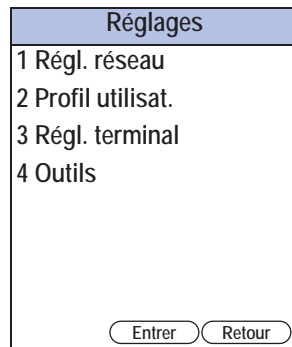 Réglages
1 Régl. réseau
2 Profil utilisat.
3 Régl. terminal
4 Outils
Entrer Retour